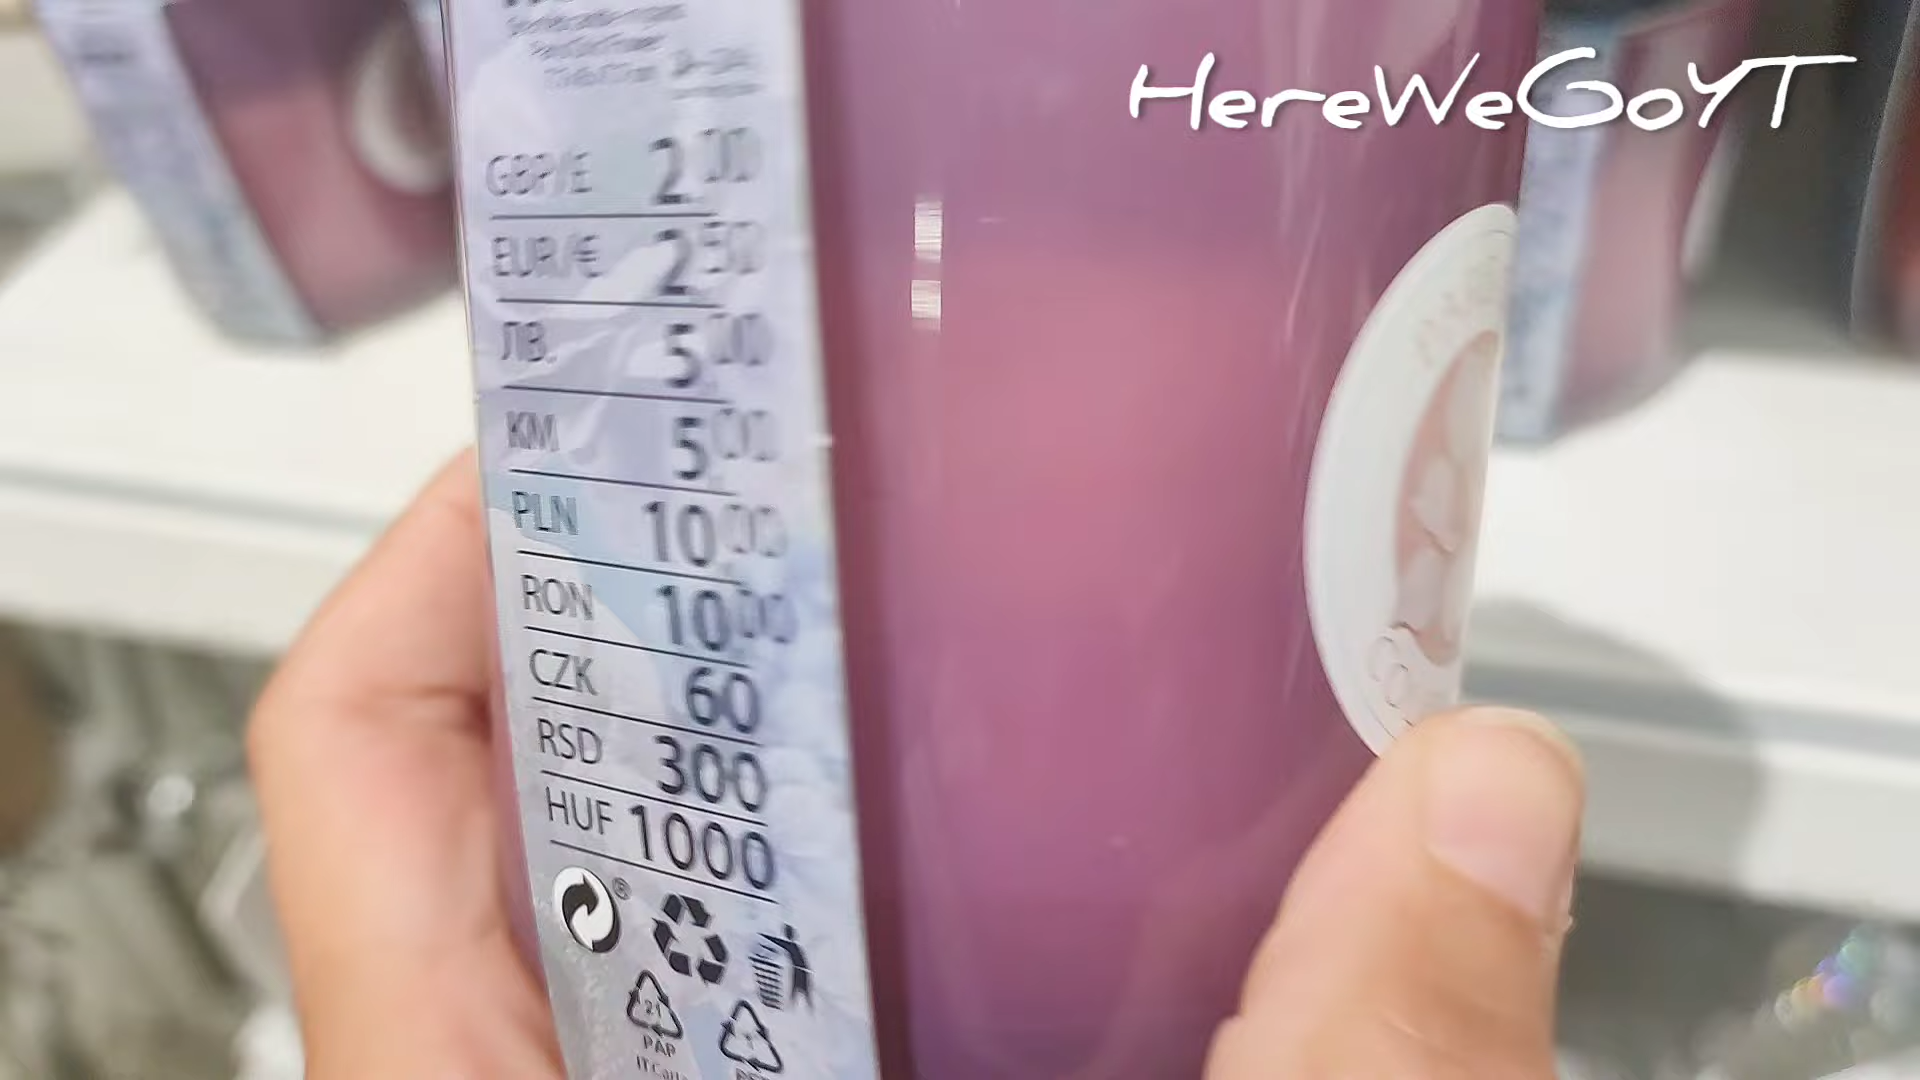 HereWeGoYT
GBP/£ 2.00
EUR/€ 2.50
ЛВ. 5.00
KM 5.00
PLN 10.00
RON 10.00
CZK 60
RSD 300
HUF 1000
®
21
PAP